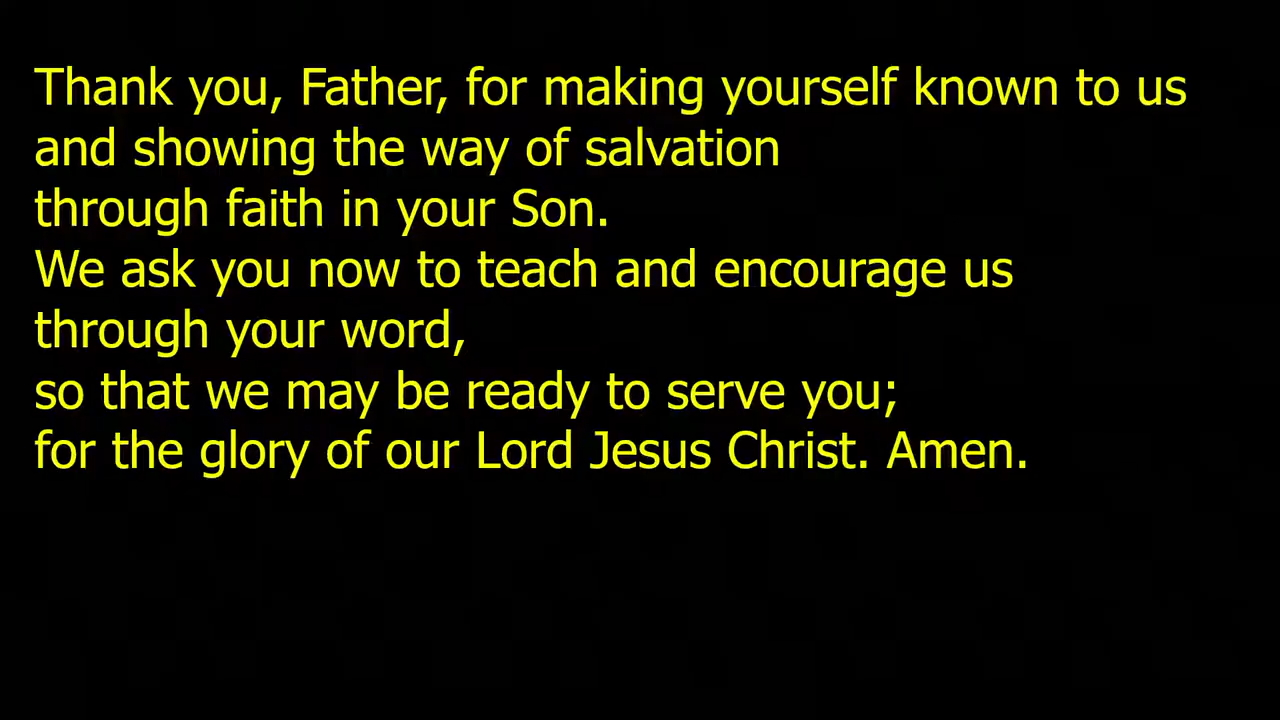 Thank you, Father, for making yourself known to us
and showing the way of salvation
through faith in your Son.
We ask you now to teach and encourage us
through your word,
so that we may be ready to serve you;
for the glory of our Lord Jesus Christ. Amen.